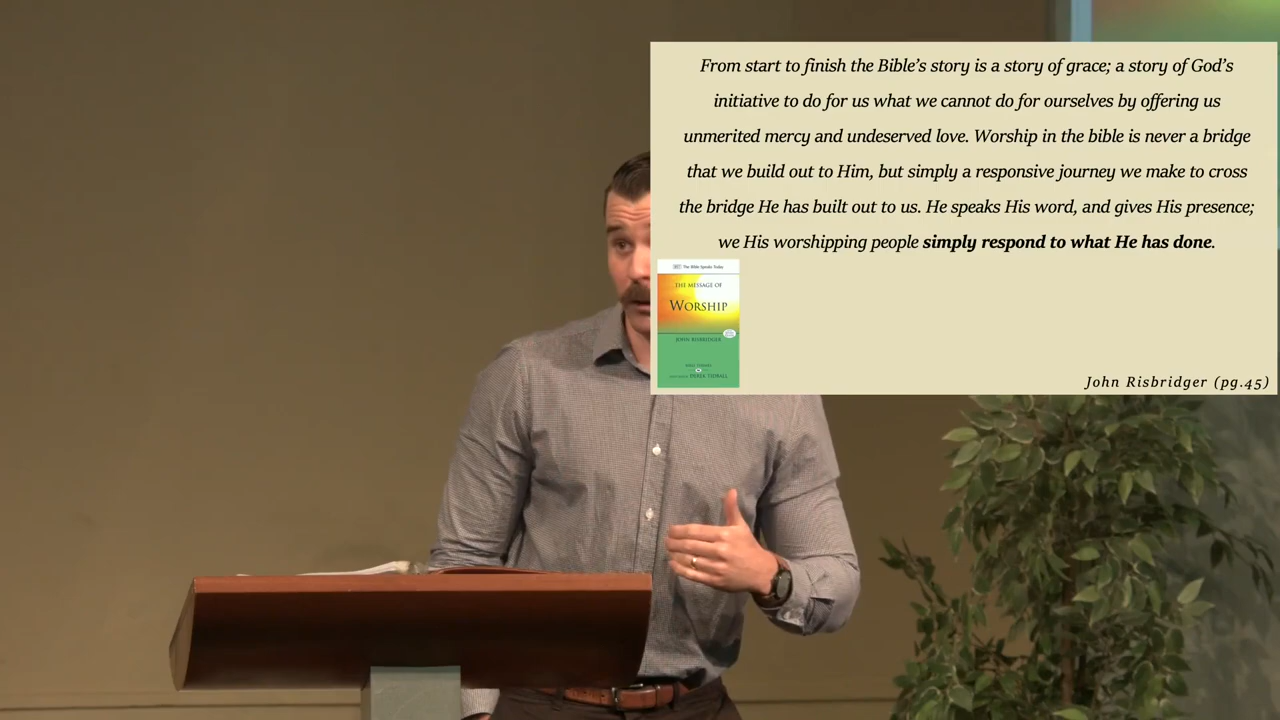 From start to finish the Bible's story is a story of grace; a story of God's
initiative to do for us what we cannot do for ourselves by offering us
unmerited mercy and undeserved love. Worship in the bible is never a bridge
that we build out to Him, but simply a responsive journey we make to cross
the bridge He has built out to us. He speaks His word, and gives His presence;
we His worshipping people simply respond to what He has done.
The Bible Speaks Today
THE MESSAGE OF
WORSHIP
JOHN RISBRIDGER
DEREK TIDBALL
John Risbridger (pg.45)